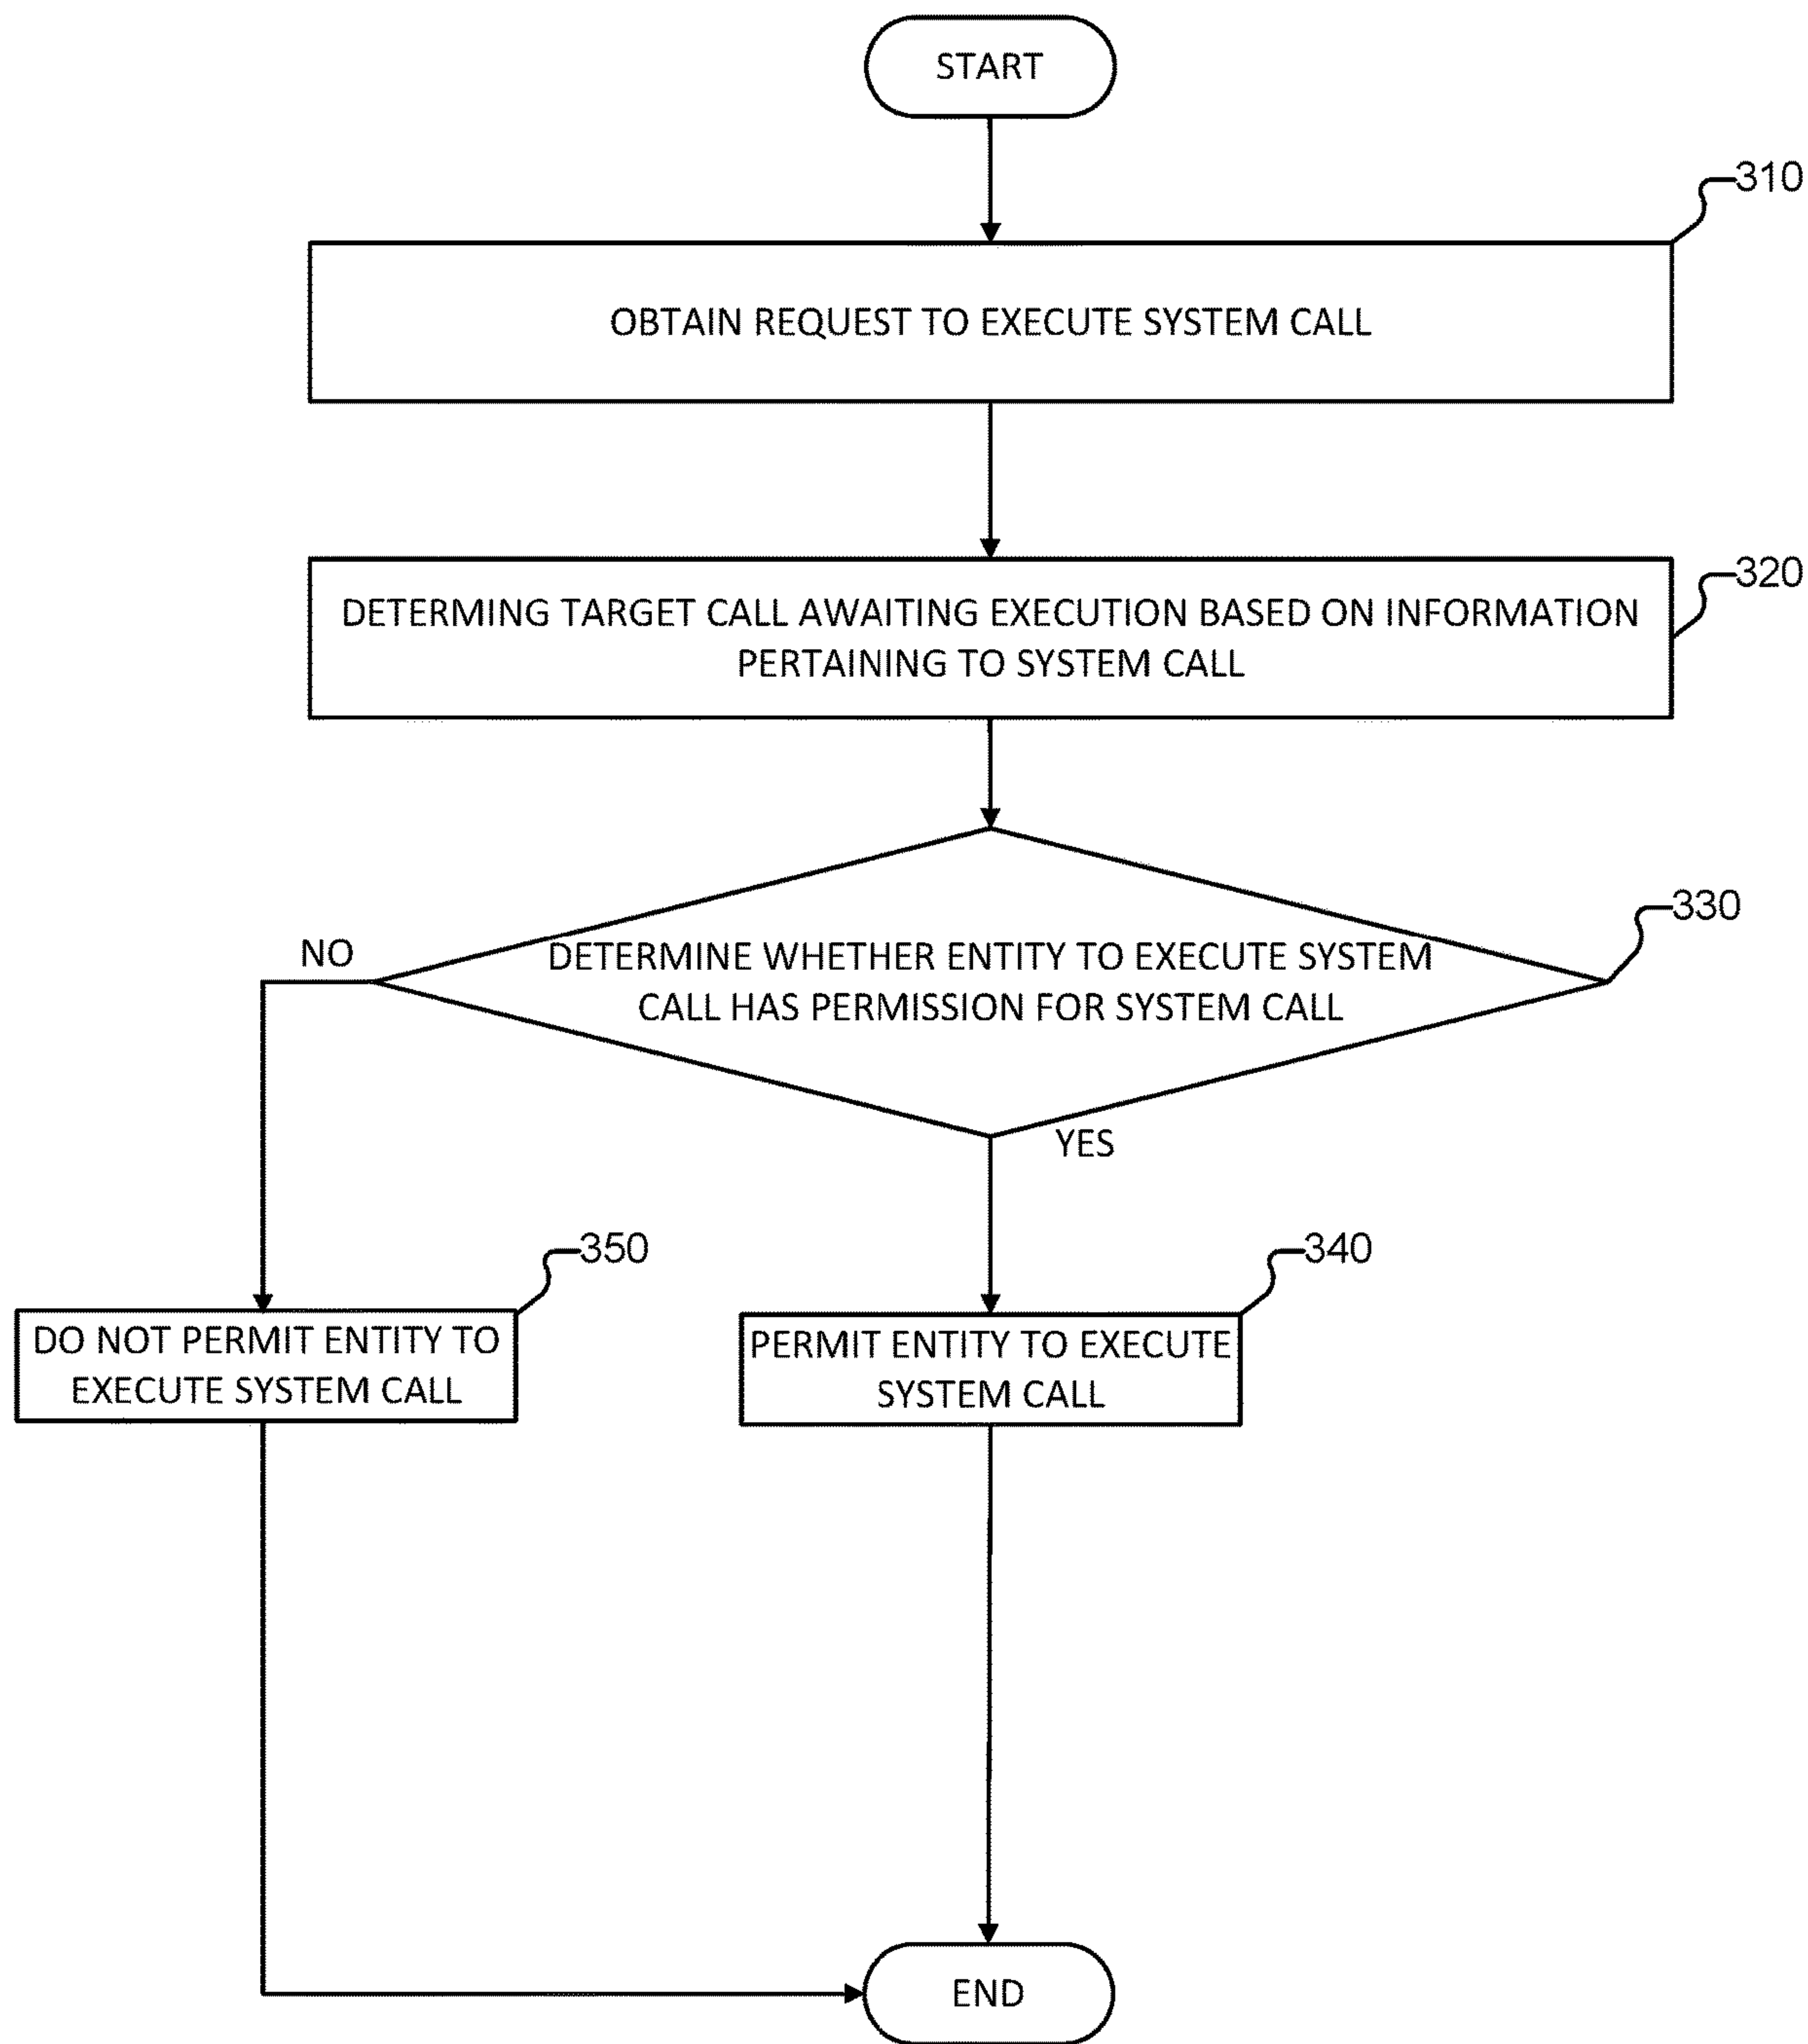 START
310
OBTAIN REQUEST TO EXECUTE SYSTEM CALL
320
DETERMING TARGET CALL AWAITING EXECUTION BASED ON INFORMATION
PERTAINING TO SYSTEM CALL
330
NO
DETERMINE WHETHER ENTITY TO EXECUTE SYSTEM
CALL HAS PERMISSION FOR SYSTEM CALL
YES
350
340
DO NOT PERMIT ENTITY TO
EXECUTE SYSTEM CALL
PERMIT ENTITY TO EXECUTE
SYSTEM CALL
END